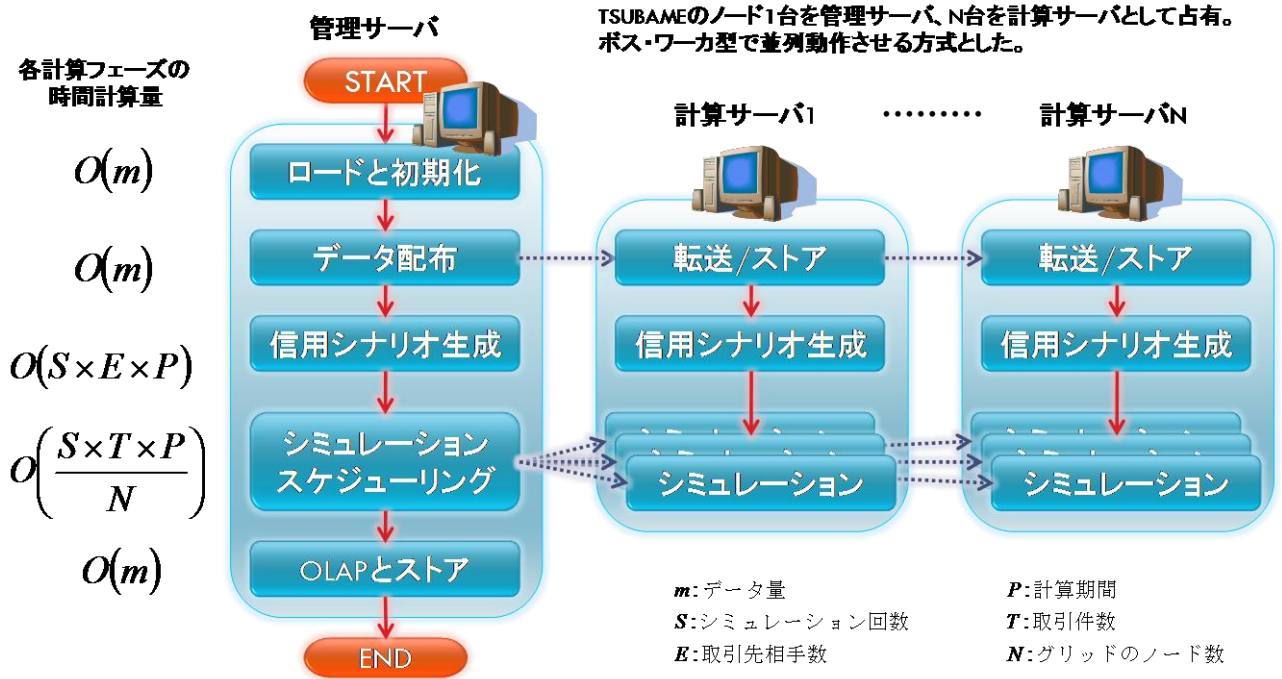 TSUBAMEのノード1台を管理サーバ、N台を計算サーバとして占有。
ボス・ワーカ型で並列動作させる方式とした。
管理サーバ
各計算フェーズの
時間計算量
START
計算サーバ1 ・・・・・・・・・ 計算サーバN
O(m)
ロードと初期化
O(m)
データ配布
転送/ストア
転送/ストア
O(S×E×P)
信用シナリオ生成
信用シナリオ生成
信用シナリオ生成
O(S×T×P/N)
シミュレーション
スケジューリング
シミュレーション
シミュレーション
O(m)
OLAPとストア
END
m:データ量
S:シミュレーション回数
E:取引先相手数
P:計算期間
T:取引件数
N:グリッドのノード数